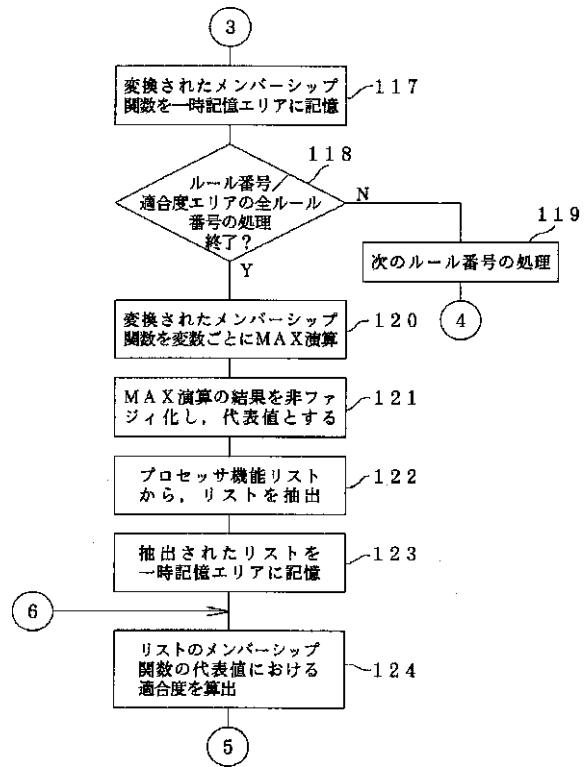 3
変換されたメンバーシップ
関数を一時記憶エリアに記憶
117
118
ルール番号/
適合度エリアの全ルール
番号の処理
終了?
N
Y
119
次のルール番号の処理
4
変換されたメンバーシップ
関数を変数ごとにMAX演算
120
MAX演算の結果を非ファ
ジィ化し,代表値とする
121
プロセッサ機能リスト
から,リストを抽出
122
抽出されたリストを
一時記憶エリアに記憶
123
6
リストのメンバーシップ
関数の代表値における
適合度を算出
124
5